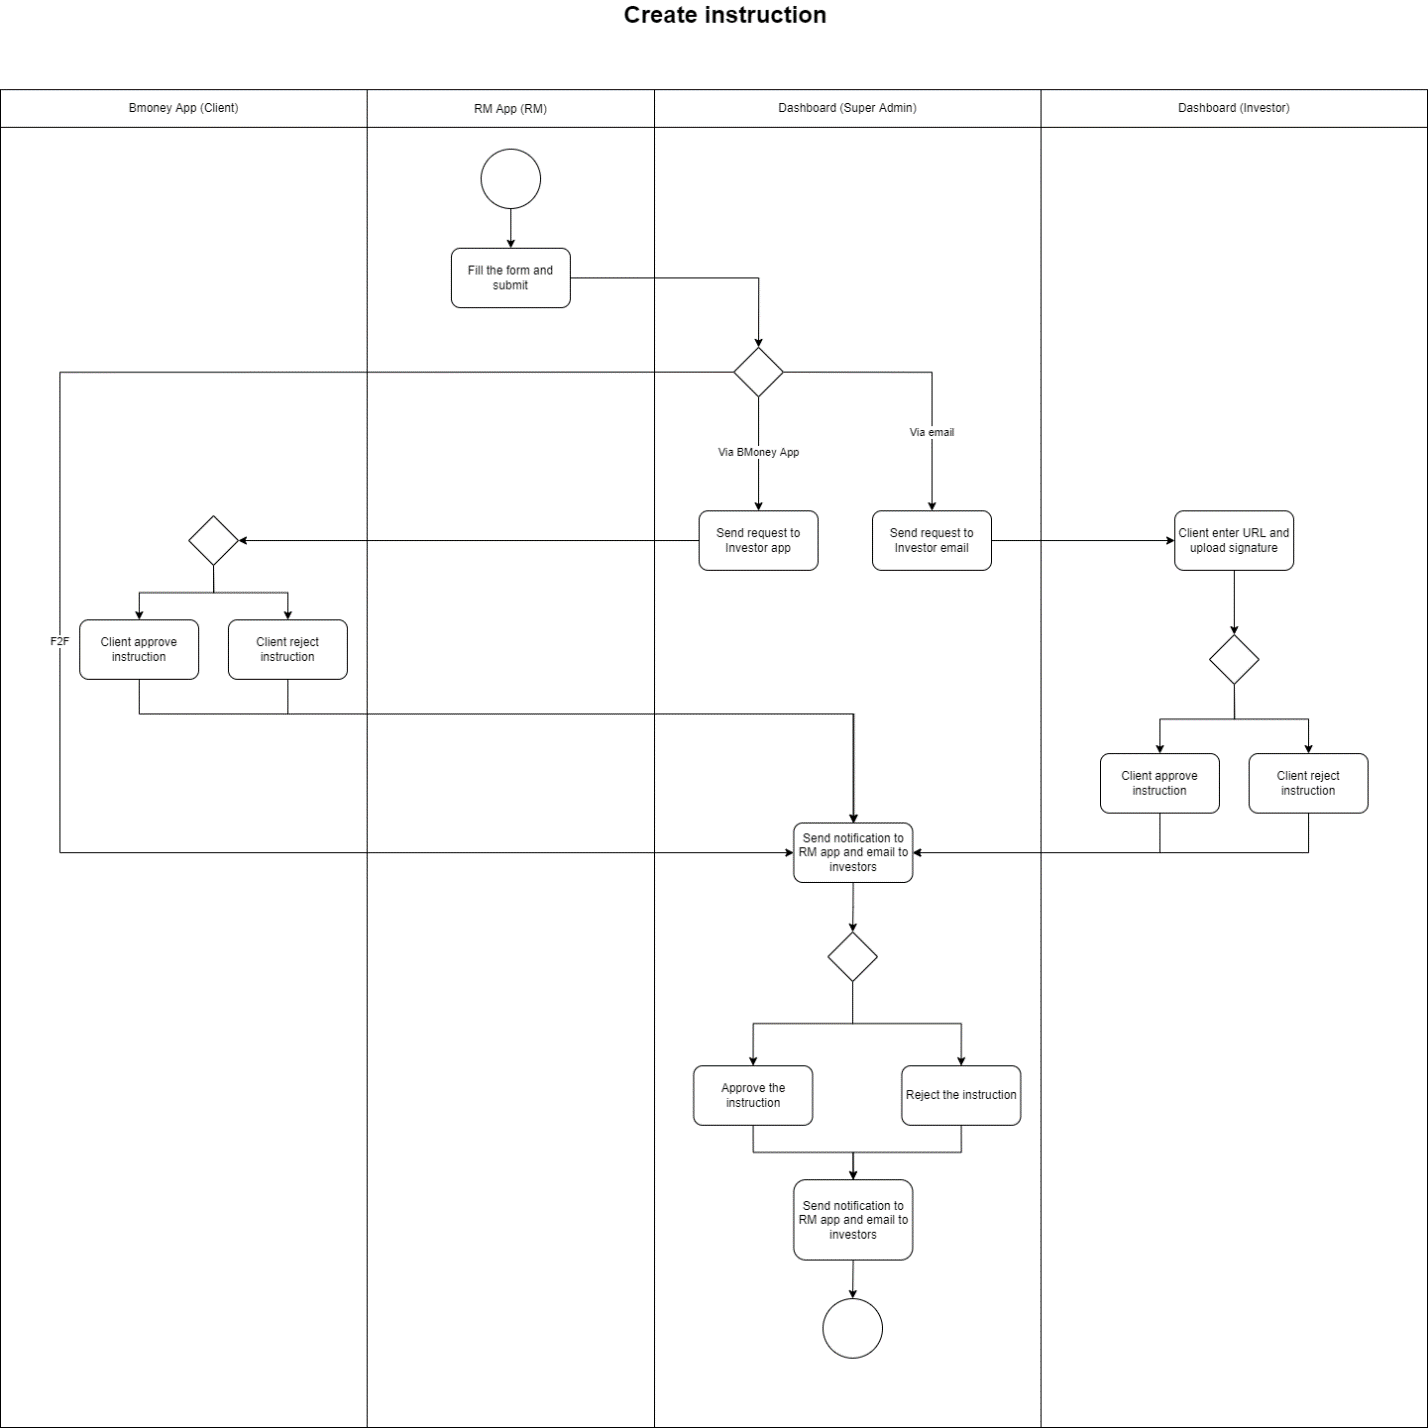 Create instruction
Bmoney App (Client)
RM App (RM)
Dashboard (Super Admin)
Dashboard (Investor)
Fill the form and
submit
Via email
Via BMoney App
Send request to
Investor app
Send request to
Investor email
Client enter URL and
upload signature
F2F
Client approve
instruction
Client reject
instruction
Client approve
instruction
Client reject
instruction
Send notification to
RM app and email to
investors
Approve the
instruction
Reject the instruction
Send notification to
RM app and email to
investors